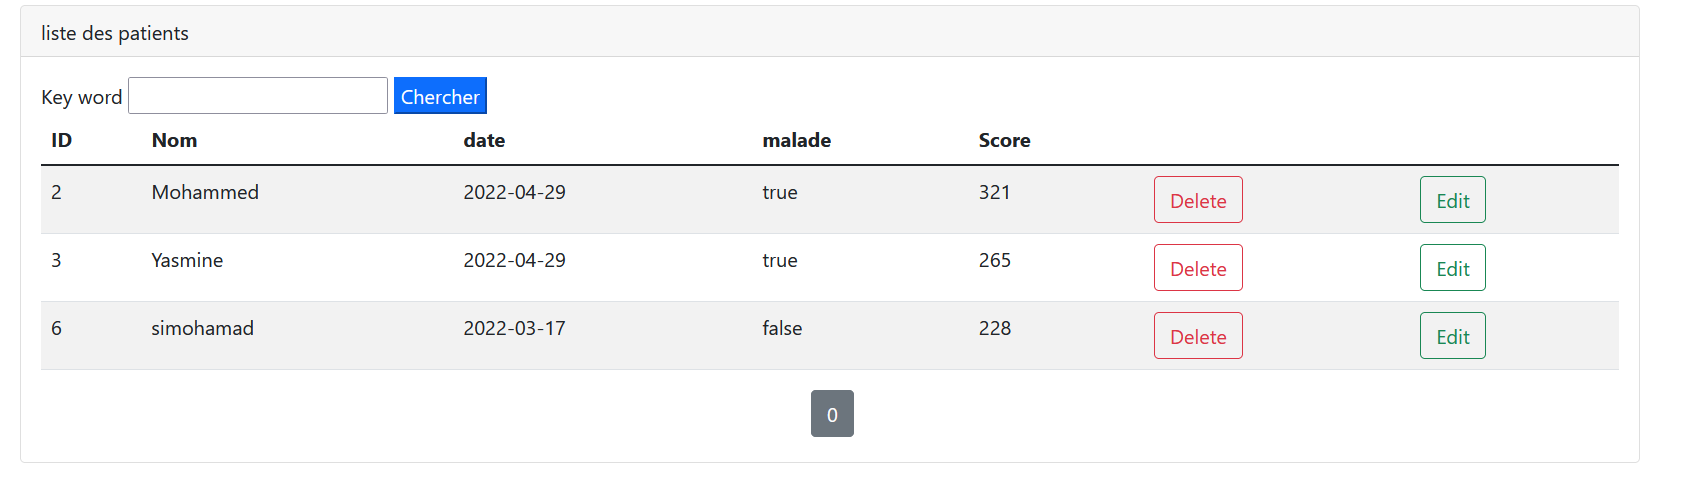 liste des patients
Key word Chercher
ID Nom date malade Score
2 Mohammed 2022-04-29 true 321 Delete Edit
3 Yasmine 2022-04-29 true 265 Delete Edit
6 simohamad 2022-03-17 false 228 Delete Edit
0